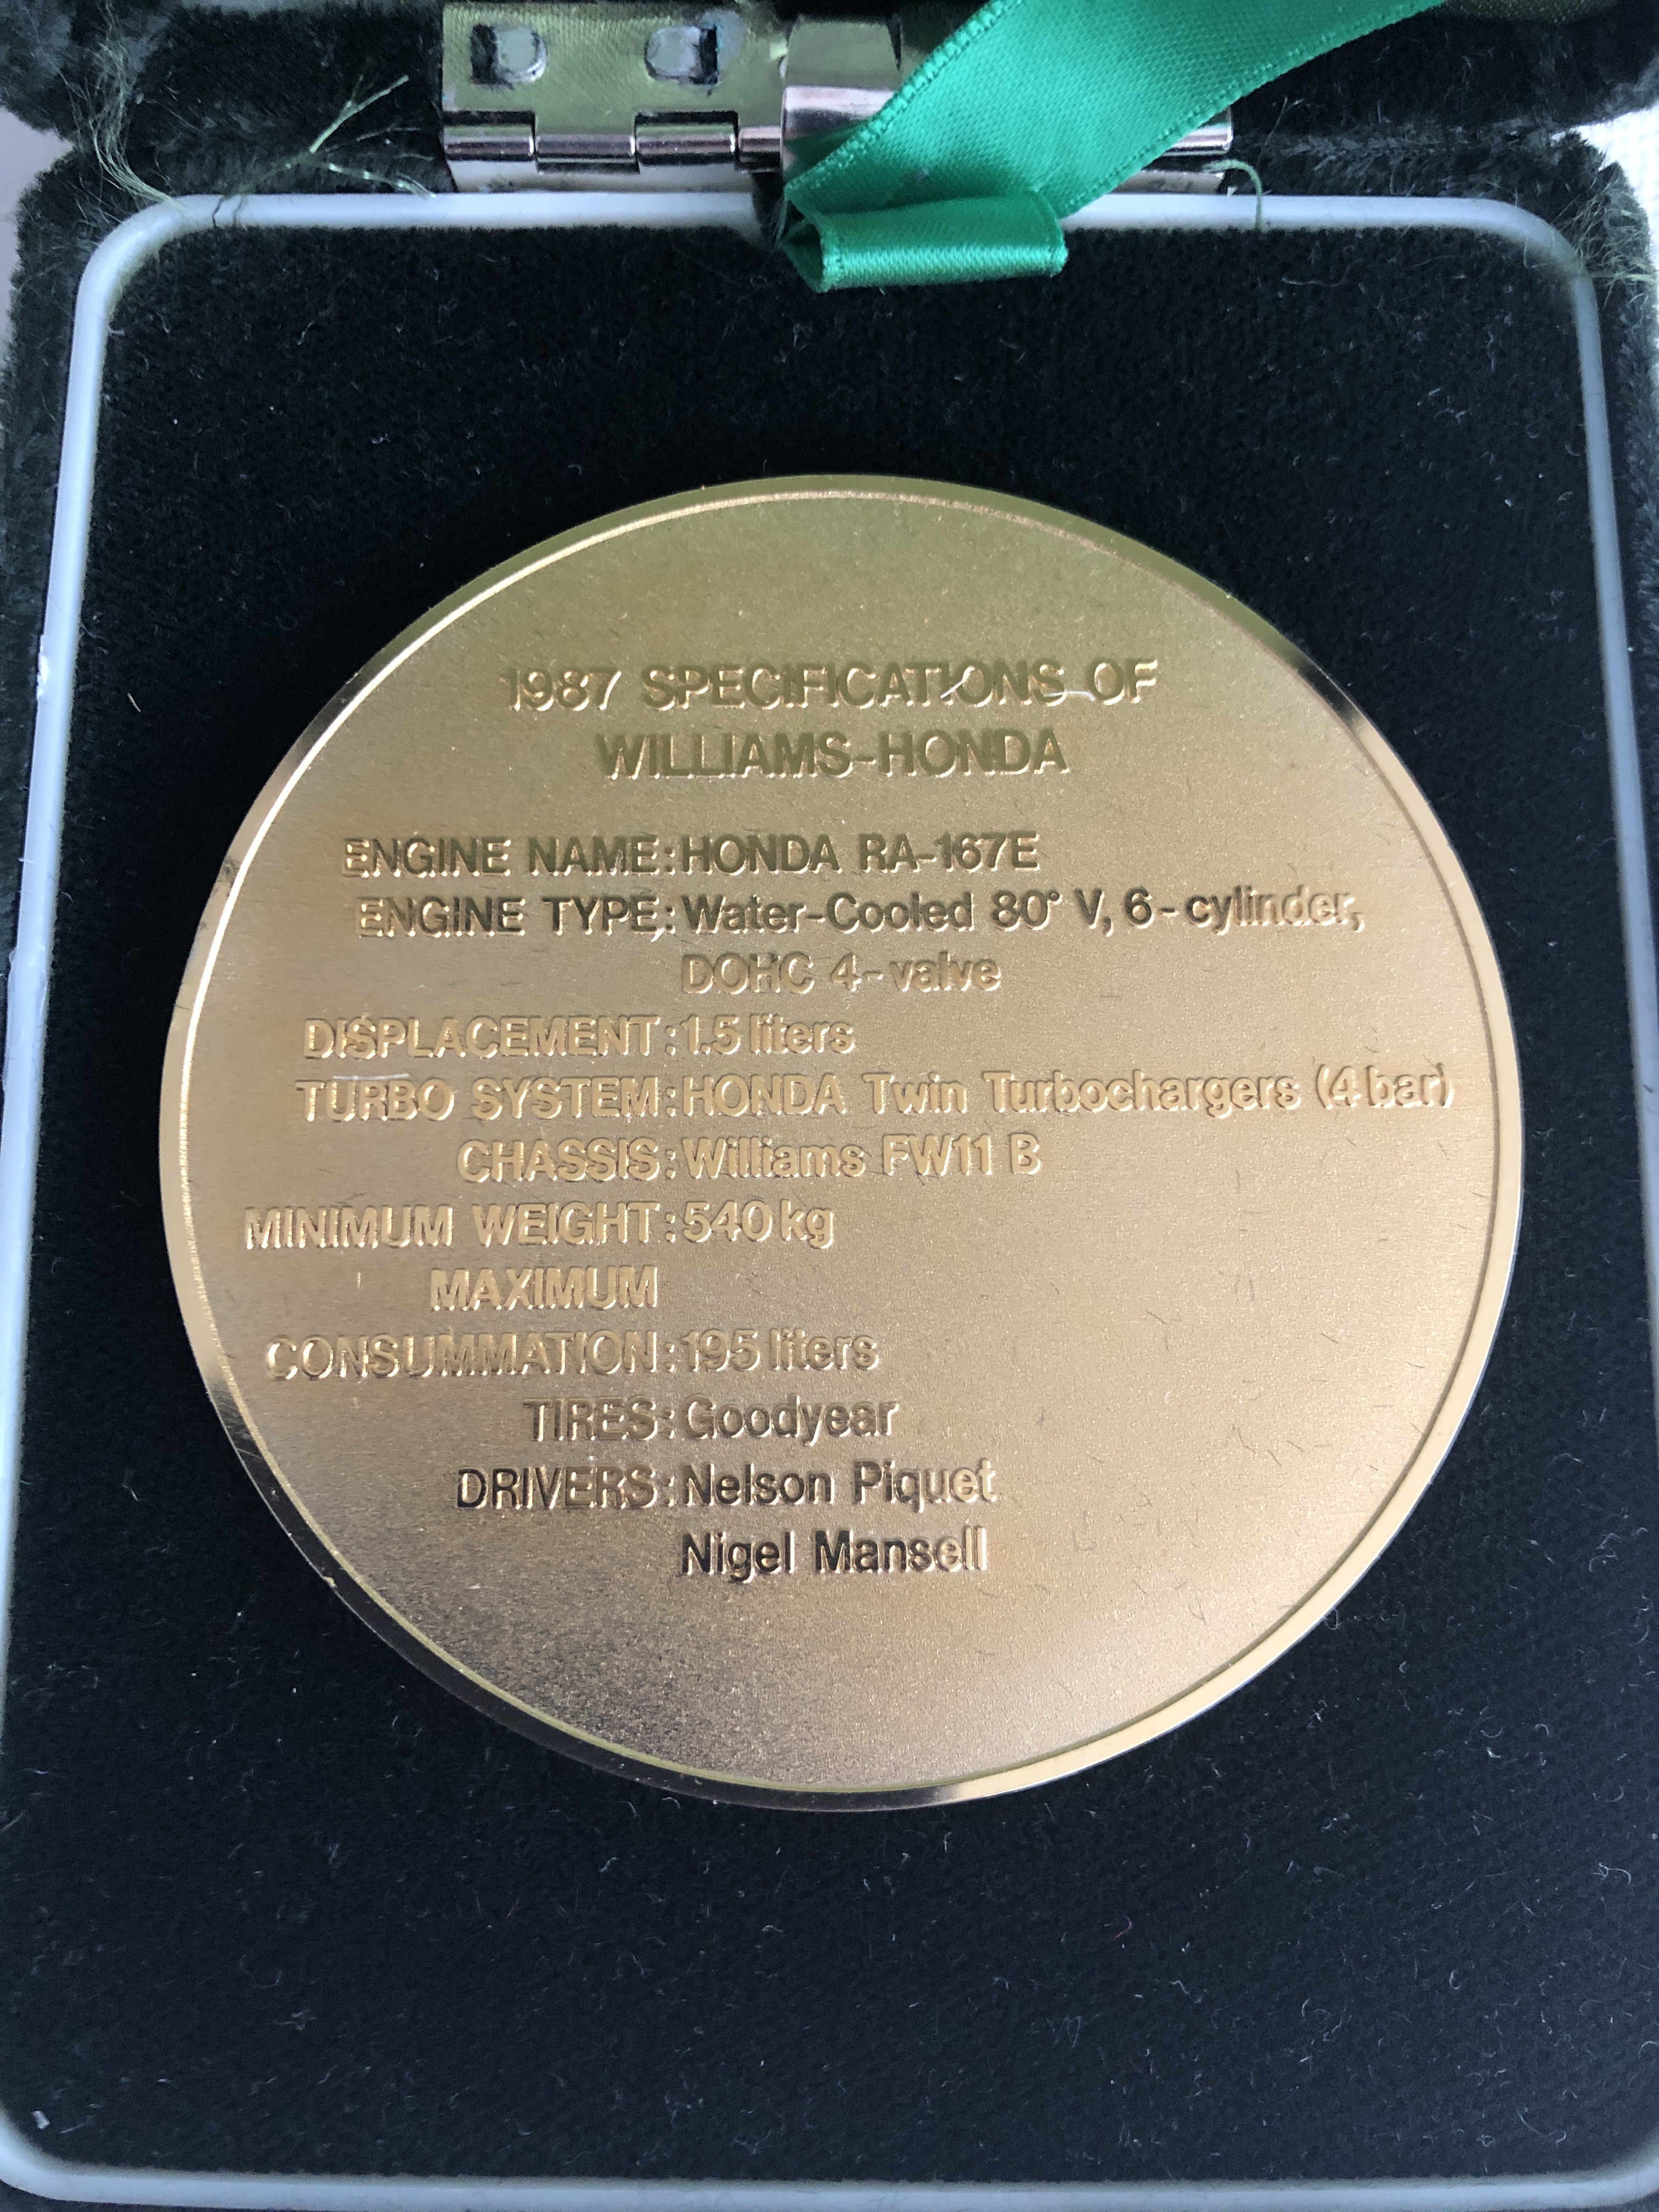 1987 SPECIFICATIONS OF
WILLIAMS-HONDA
ENGINE NAME:HONDA RA-167E
ENGINE TYPE:Water-Cooled 80° V, 6-cylinder,
DOHC 4-valve
DISPLACEMENT:1.5 liters
TURBO SYSTEM:HONDA Twin Turbochargers (4 bar)
CHASSIS:Williams FW11 B
MINIMUM WEIGHT:540kg
MAXIMUM
CONSUMMATION:195 liters
TIRES:Goodyear
DRIVERS:Nelson Piquet
Nigel Mansell